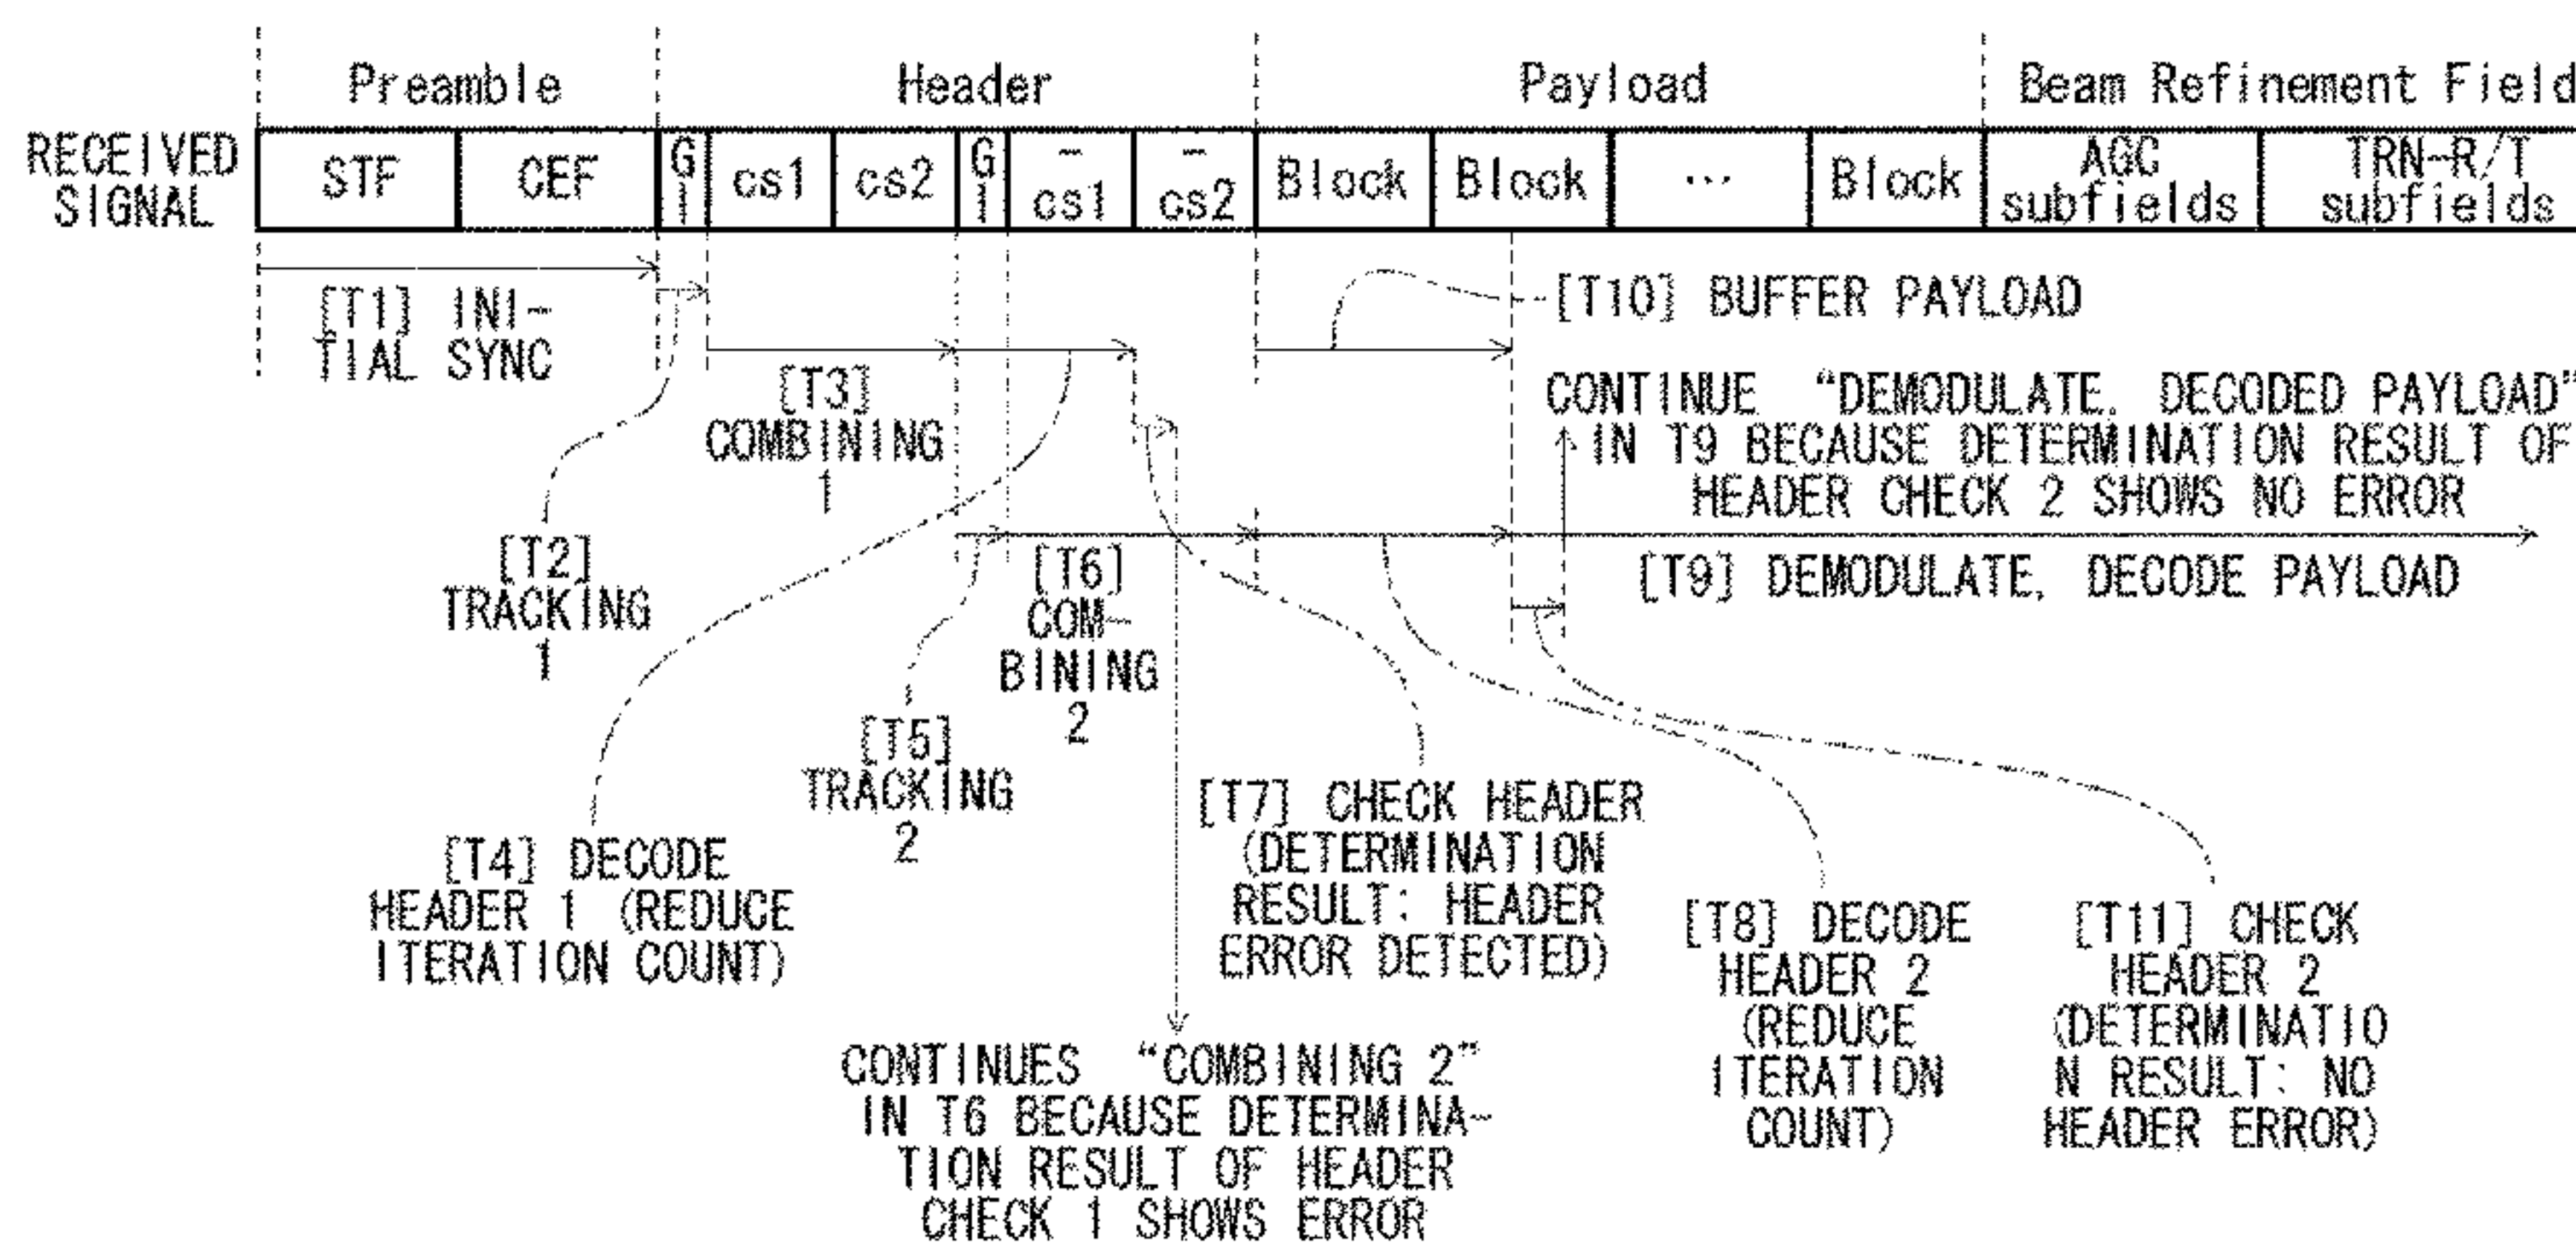 Preamble
Header
Payload
Beam Refinement Field
RECEIVED
SIGNAL
STF
CEF
G
I
cs1
cs2
G
I
-
cs1
-
cs2
Block
Block
...
Block
AGC
subfields
TRN-R/T
subfields
[T1] INI-
TIAL SYNC
[T10] BUFFER PAYLOAD
[T3]
COMBINING
1
CONTINUE “DEMODULATE, DECODED PAYLOAD”
IN T9 BECAUSE DETERMINATION RESULT OF
HEADER CHECK 2 SHOWS NO ERROR
[T2]
TRACKING
1
[T6]
COM-
BINING
2
[T9] DEMODULATE, DECODE PAYLOAD
[T5]
TRACKING
2
[T4] DECODE
HEADER 1 (REDUCE
ITERATION COUNT)
[T7] CHECK HEADER
(DETERMINATION
RESULT: HEADER
ERROR DETECTED)
[T8] DECODE
HEADER 2
(REDUCE
ITERATION
COUNT)
[T11] CHECK
HEADER 2
(DETERMINATIO
N RESULT: NO
HEADER ERROR)
CONTINUES “COMBINING 2”
IN T6 BECAUSE DETERMINA-
TION RESULT OF HEADER
CHECK 1 SHOWS ERROR